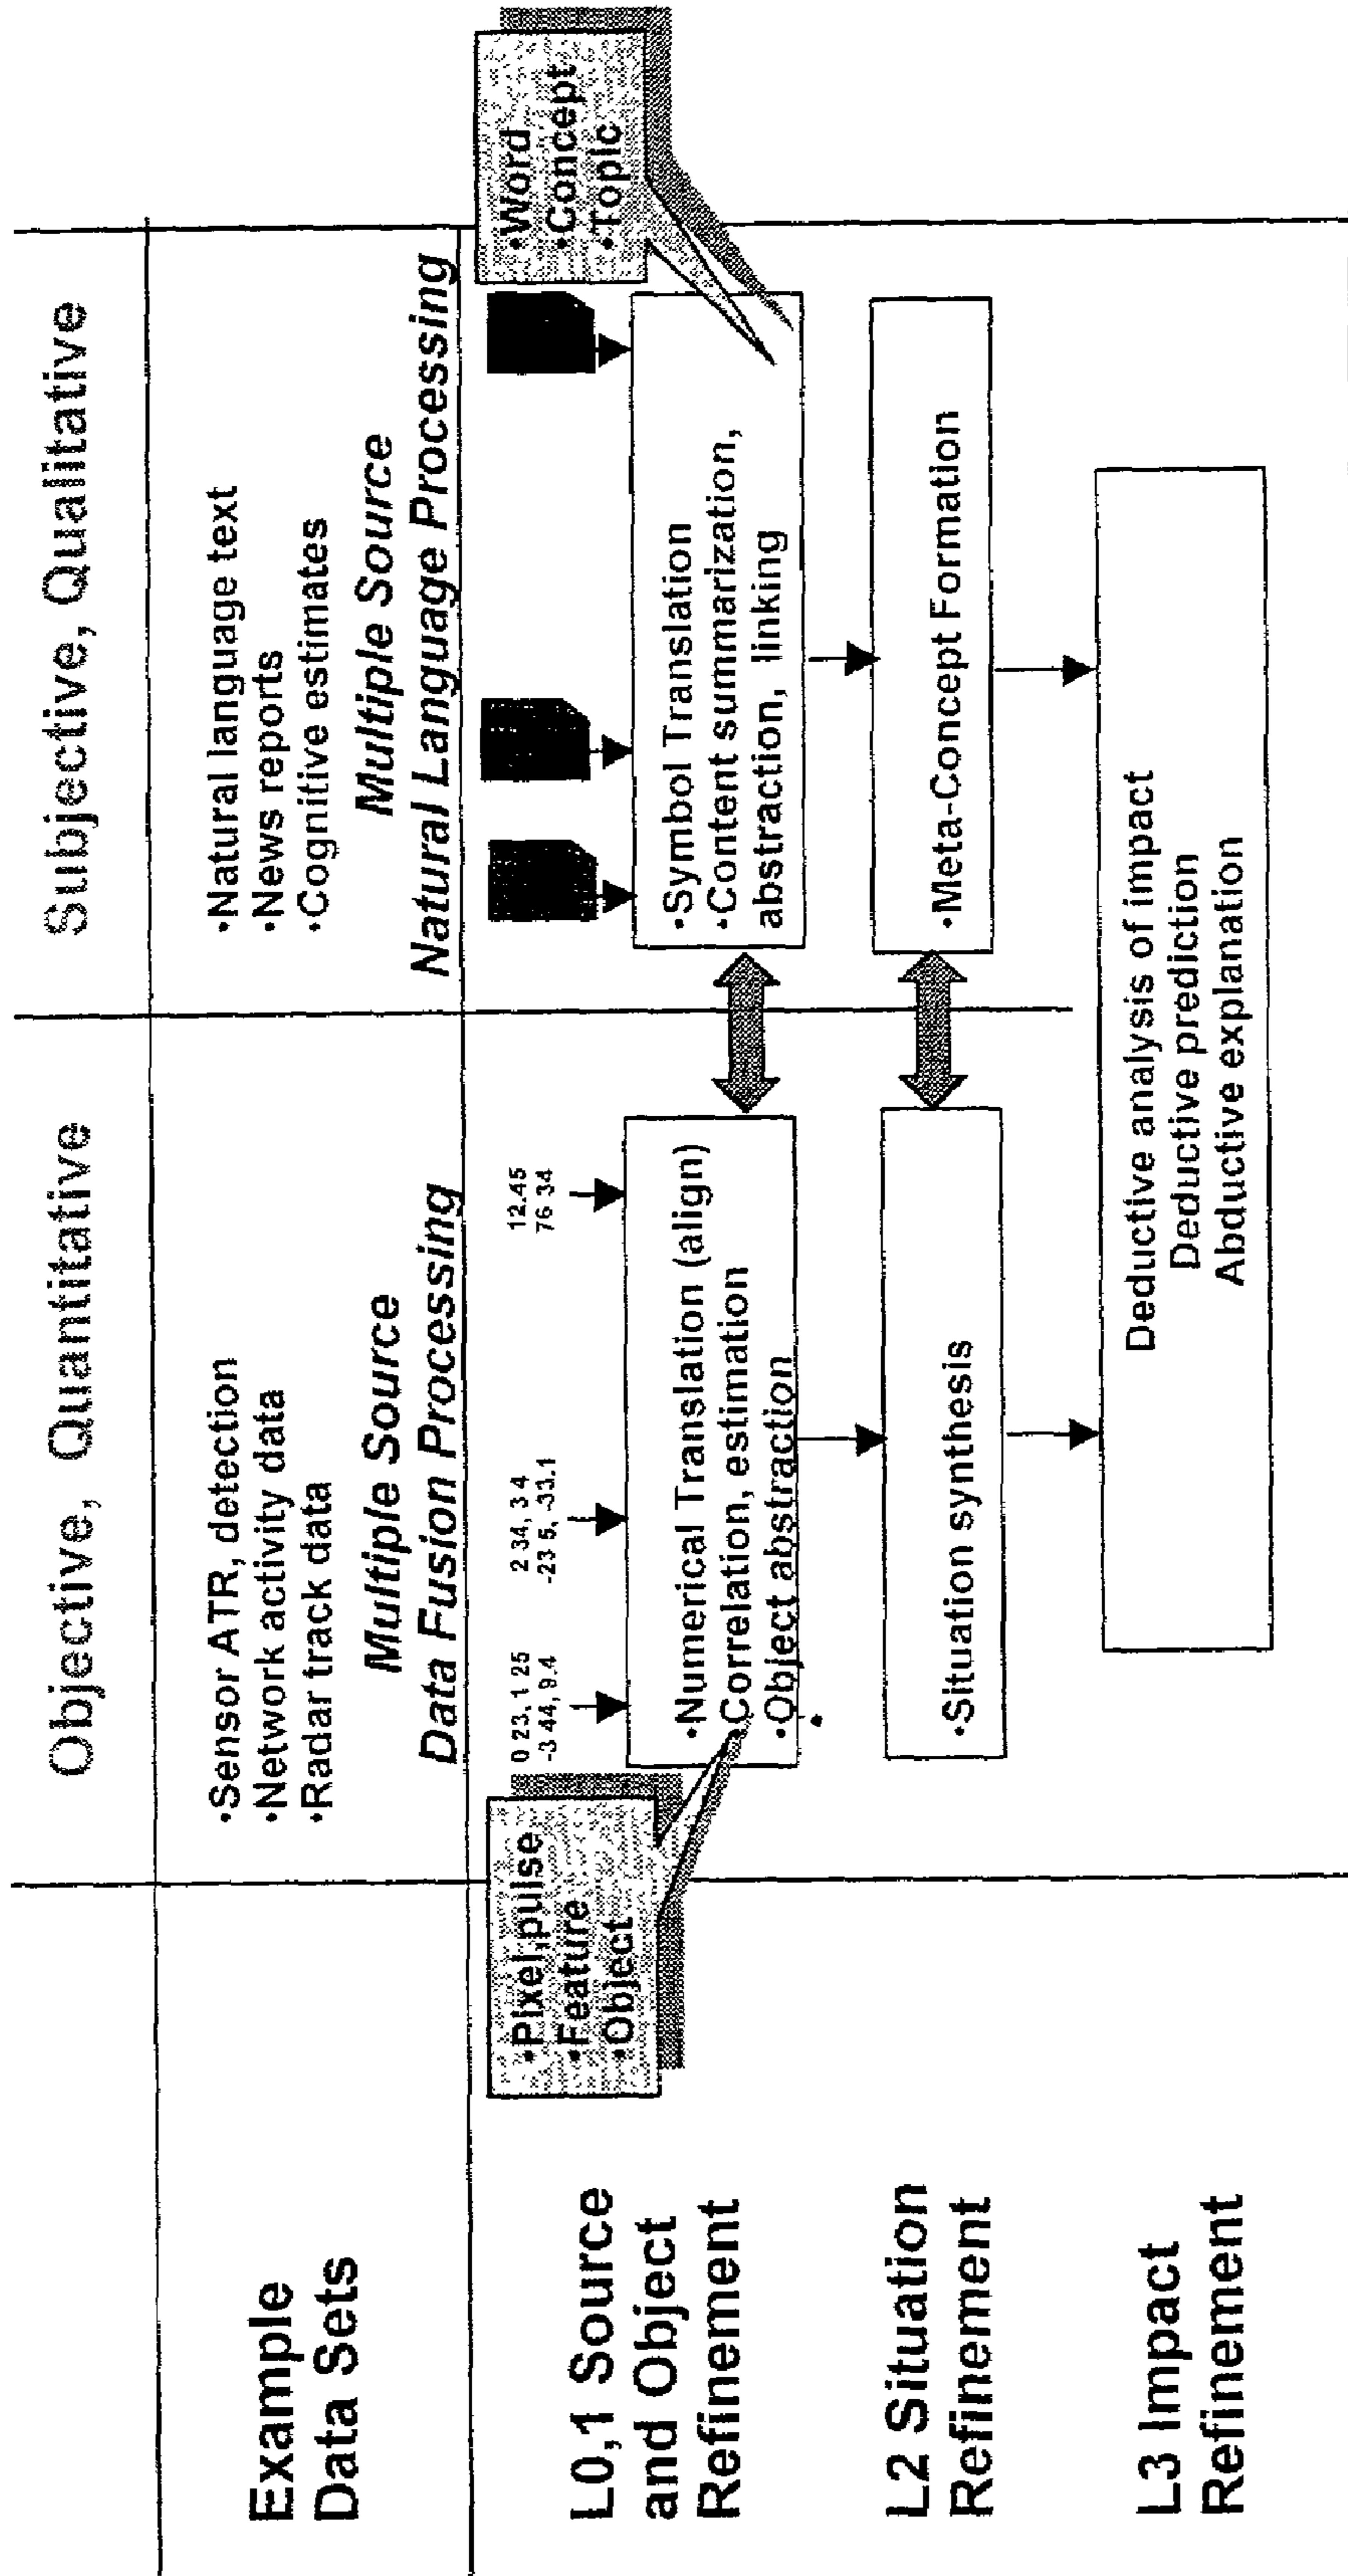 Objective, Quantitative
Subjective, Qualitative
Example
Data Sets
•Sensor ATR, detection
•Network activity data
•Radar track data
Multiple Source
Data Fusion Processing
•Natural language text
•News reports
•Cognitive estimates
Multiple Source
Natural Language Processing
L0,1 Source
and Object
Refinement
•Pixel,pulse
•Feature
•Object
0 23, 1 25
-3 44, 9.4
2 34, 3 4
-23 5, -33.1
12.45
76 34
•Numerical Translation (align)
•Correlation, estimation
•Object abstraction
•Symbol Translation
•Content summarization,
abstraction, linking
•Word
•Concept
•Topic
L2 Situation
Refinement
•Situation synthesis
•Meta-Concept Formation
L3 Impact
Refinement
Deductive analysis of impact
Deductive prediction
Abductive explanation